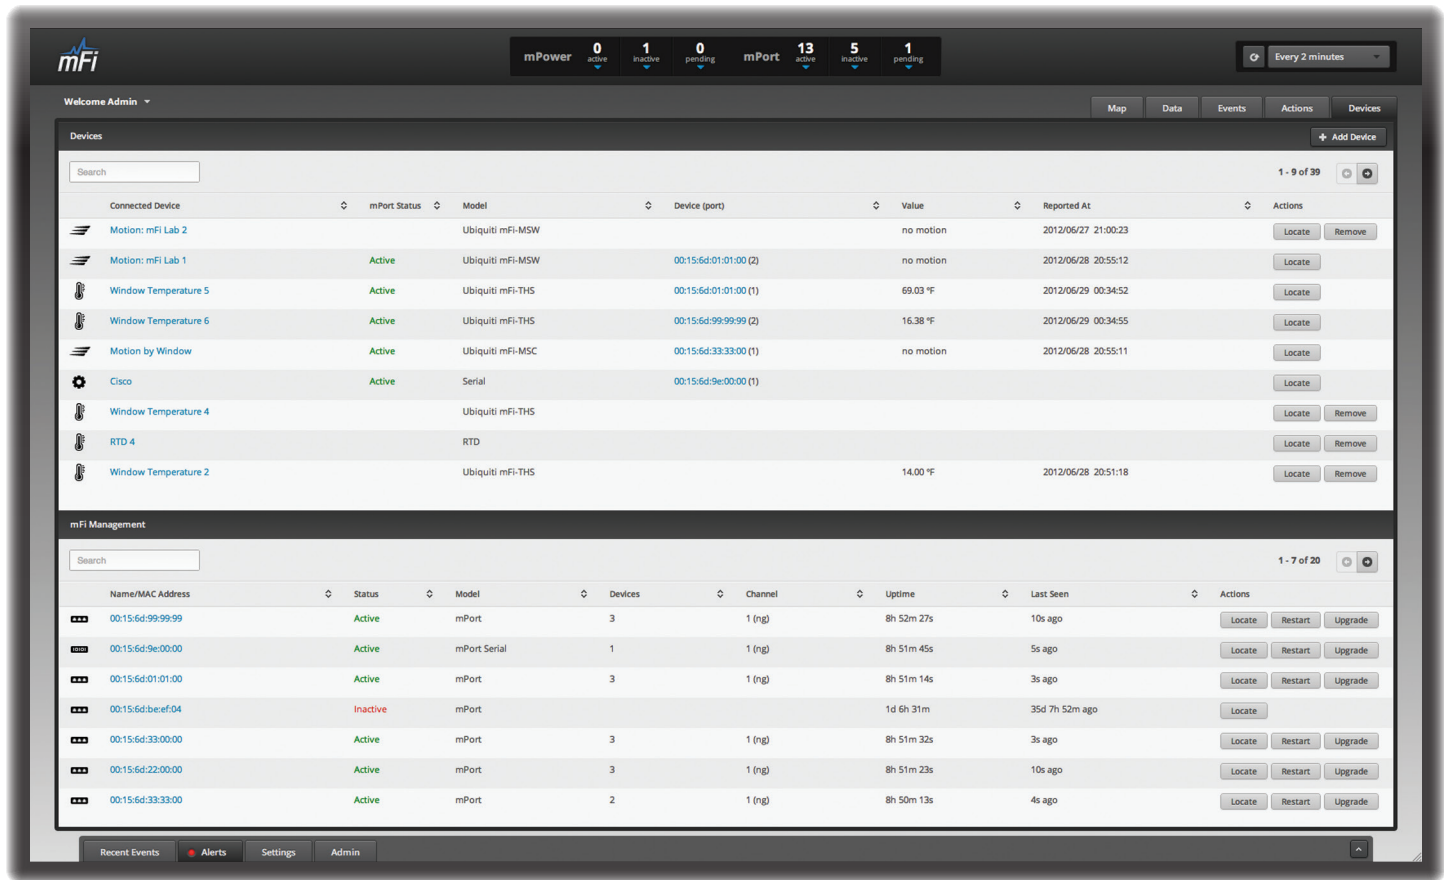 mFi
mPower 0 active 1 inactive 0 pending mPort 13 active 5 inactive 1 pending
Every 2 minutes
Welcome Admin
Map Data Events Actions Devices
Devices
+ Add Device
Search
1 - 9 of 39
Connected Device mPort Status Model Device (port) Value Reported At Actions
Motion: mFi Lab 2 Ubiquiti mFi-MSW no motion 2012/06/27 21:00:23 Locate Remove
Motion: mFi Lab 1 Active Ubiquiti mFi-MSW 00:15:6d:01:01:00 (2) no motion 2012/06/28 20:55:12 Locate
Window Temperature 5 Active Ubiquiti mFi-THS 00:15:6d:01:01:00 (1) 69.03 ºF 2012/06/29 00:34:52 Locate
Window Temperature 6 Active Ubiquiti mFi-THS 00:15:6d:99:99:99 (2) 16.38 ºF 2012/06/29 00:34:55 Locate
Motion by Window Active Ubiquiti mFi-MSC 00:15:6d:33:33:00 (1) no motion 2012/06/28 20:55:11 Locate
Cisco Active Serial 00:15:6d:9e:00:00 (1) Locate
Window Temperature 4 Ubiquiti mFi-THS Locate Remove
RTD 4 RTD Locate Remove
Window Temperature 2 Ubiquiti mFi-THS 14.00 ºF 2012/06/28 20:51:18 Locate Remove
mFi Management
Search
1 - 7 of 20
Name/MAC Address Status Model Devices Channel Uptime Last Seen Actions
00:15:6d:99:99:99 Active mPort 3 1 (ng) 8h 52m 27s 10s ago Locate Restart Upgrade
10101 00:15:6d:9e:00:00 Active mPort Serial 1 1 (ng) 8h 51m 45s 5s ago Locate Restart Upgrade
00:15:6d:01:01:00 Active mPort 3 1 (ng) 8h 51m 14s 3s ago Locate Restart Upgrade
00:15:6d:be:ef:04 Inactive mPort 1d 6h 31m 35d 7h 52m ago Locate
00:15:6d:33:00:00 Active mPort 3 1 (ng) 8h 51m 32s 3s ago Locate Restart Upgrade
00:15:6d:22:00:00 Active mPort 3 1 (ng) 8h 51m 23s 10s ago Locate Restart Upgrade
00:15:6d:33:33:00 Active mPort 2 1 (ng) 8h 50m 13s 4s ago Locate Restart Upgrade
Recent Events Alerts Settings Admin